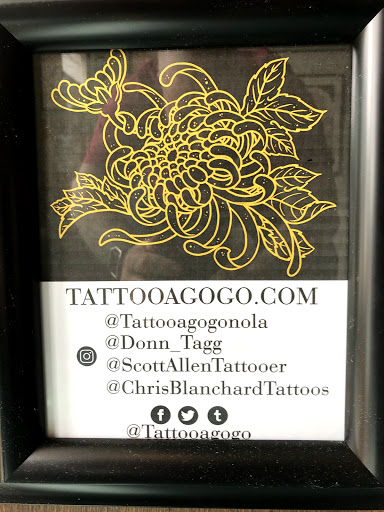 TATTOOAGOGO.COM
@Tattooagogonola
@Donn_Tagg
@ScottAllenTattooer
@ChrisBlanchardTattoos
@Tattooagogo